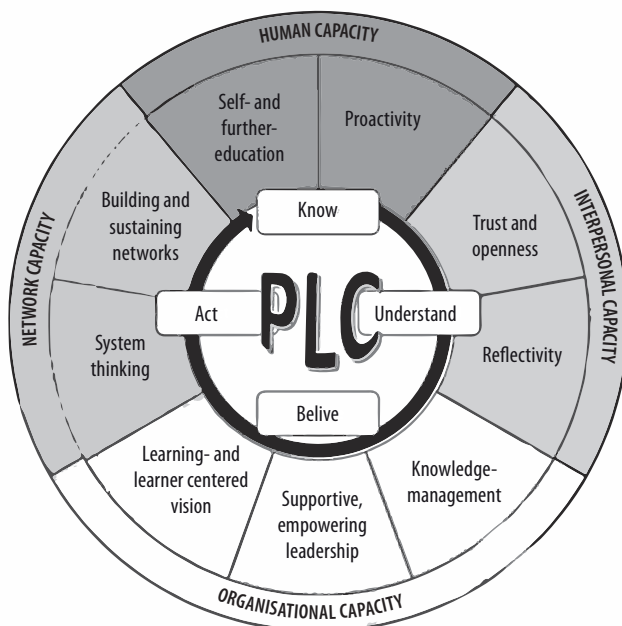 HUMAN CAPACITY
Self- and
further-
education
Proactivity
INTERPERSONAL CAPACITY
Trust and
openness
Reflectivity
Knowledge-
management
Supportive,
empowering
leadership
Learning- and
learner centered
vision
ORGANISATIONAL CAPACITY
System
thinking
Building and
sustaining
networks
NETWORK CAPACITY
Know
Understand
Belive
Act
PLC